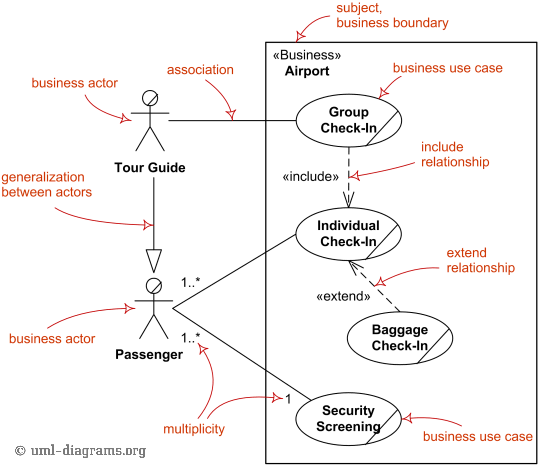 subject,
business boundary
«Business»
Airport
business use case
association
business actor
Group
Check-In
Tour Guide
include
relationship
«include»
generalization
between actors
Individual
Check-In
extend
relationship
1..*
«extend»
business actor
Baggage
Check-In
Passenger
1..*
1
multiplicity
Security
Screening
business use case
© uml-diagrams.org